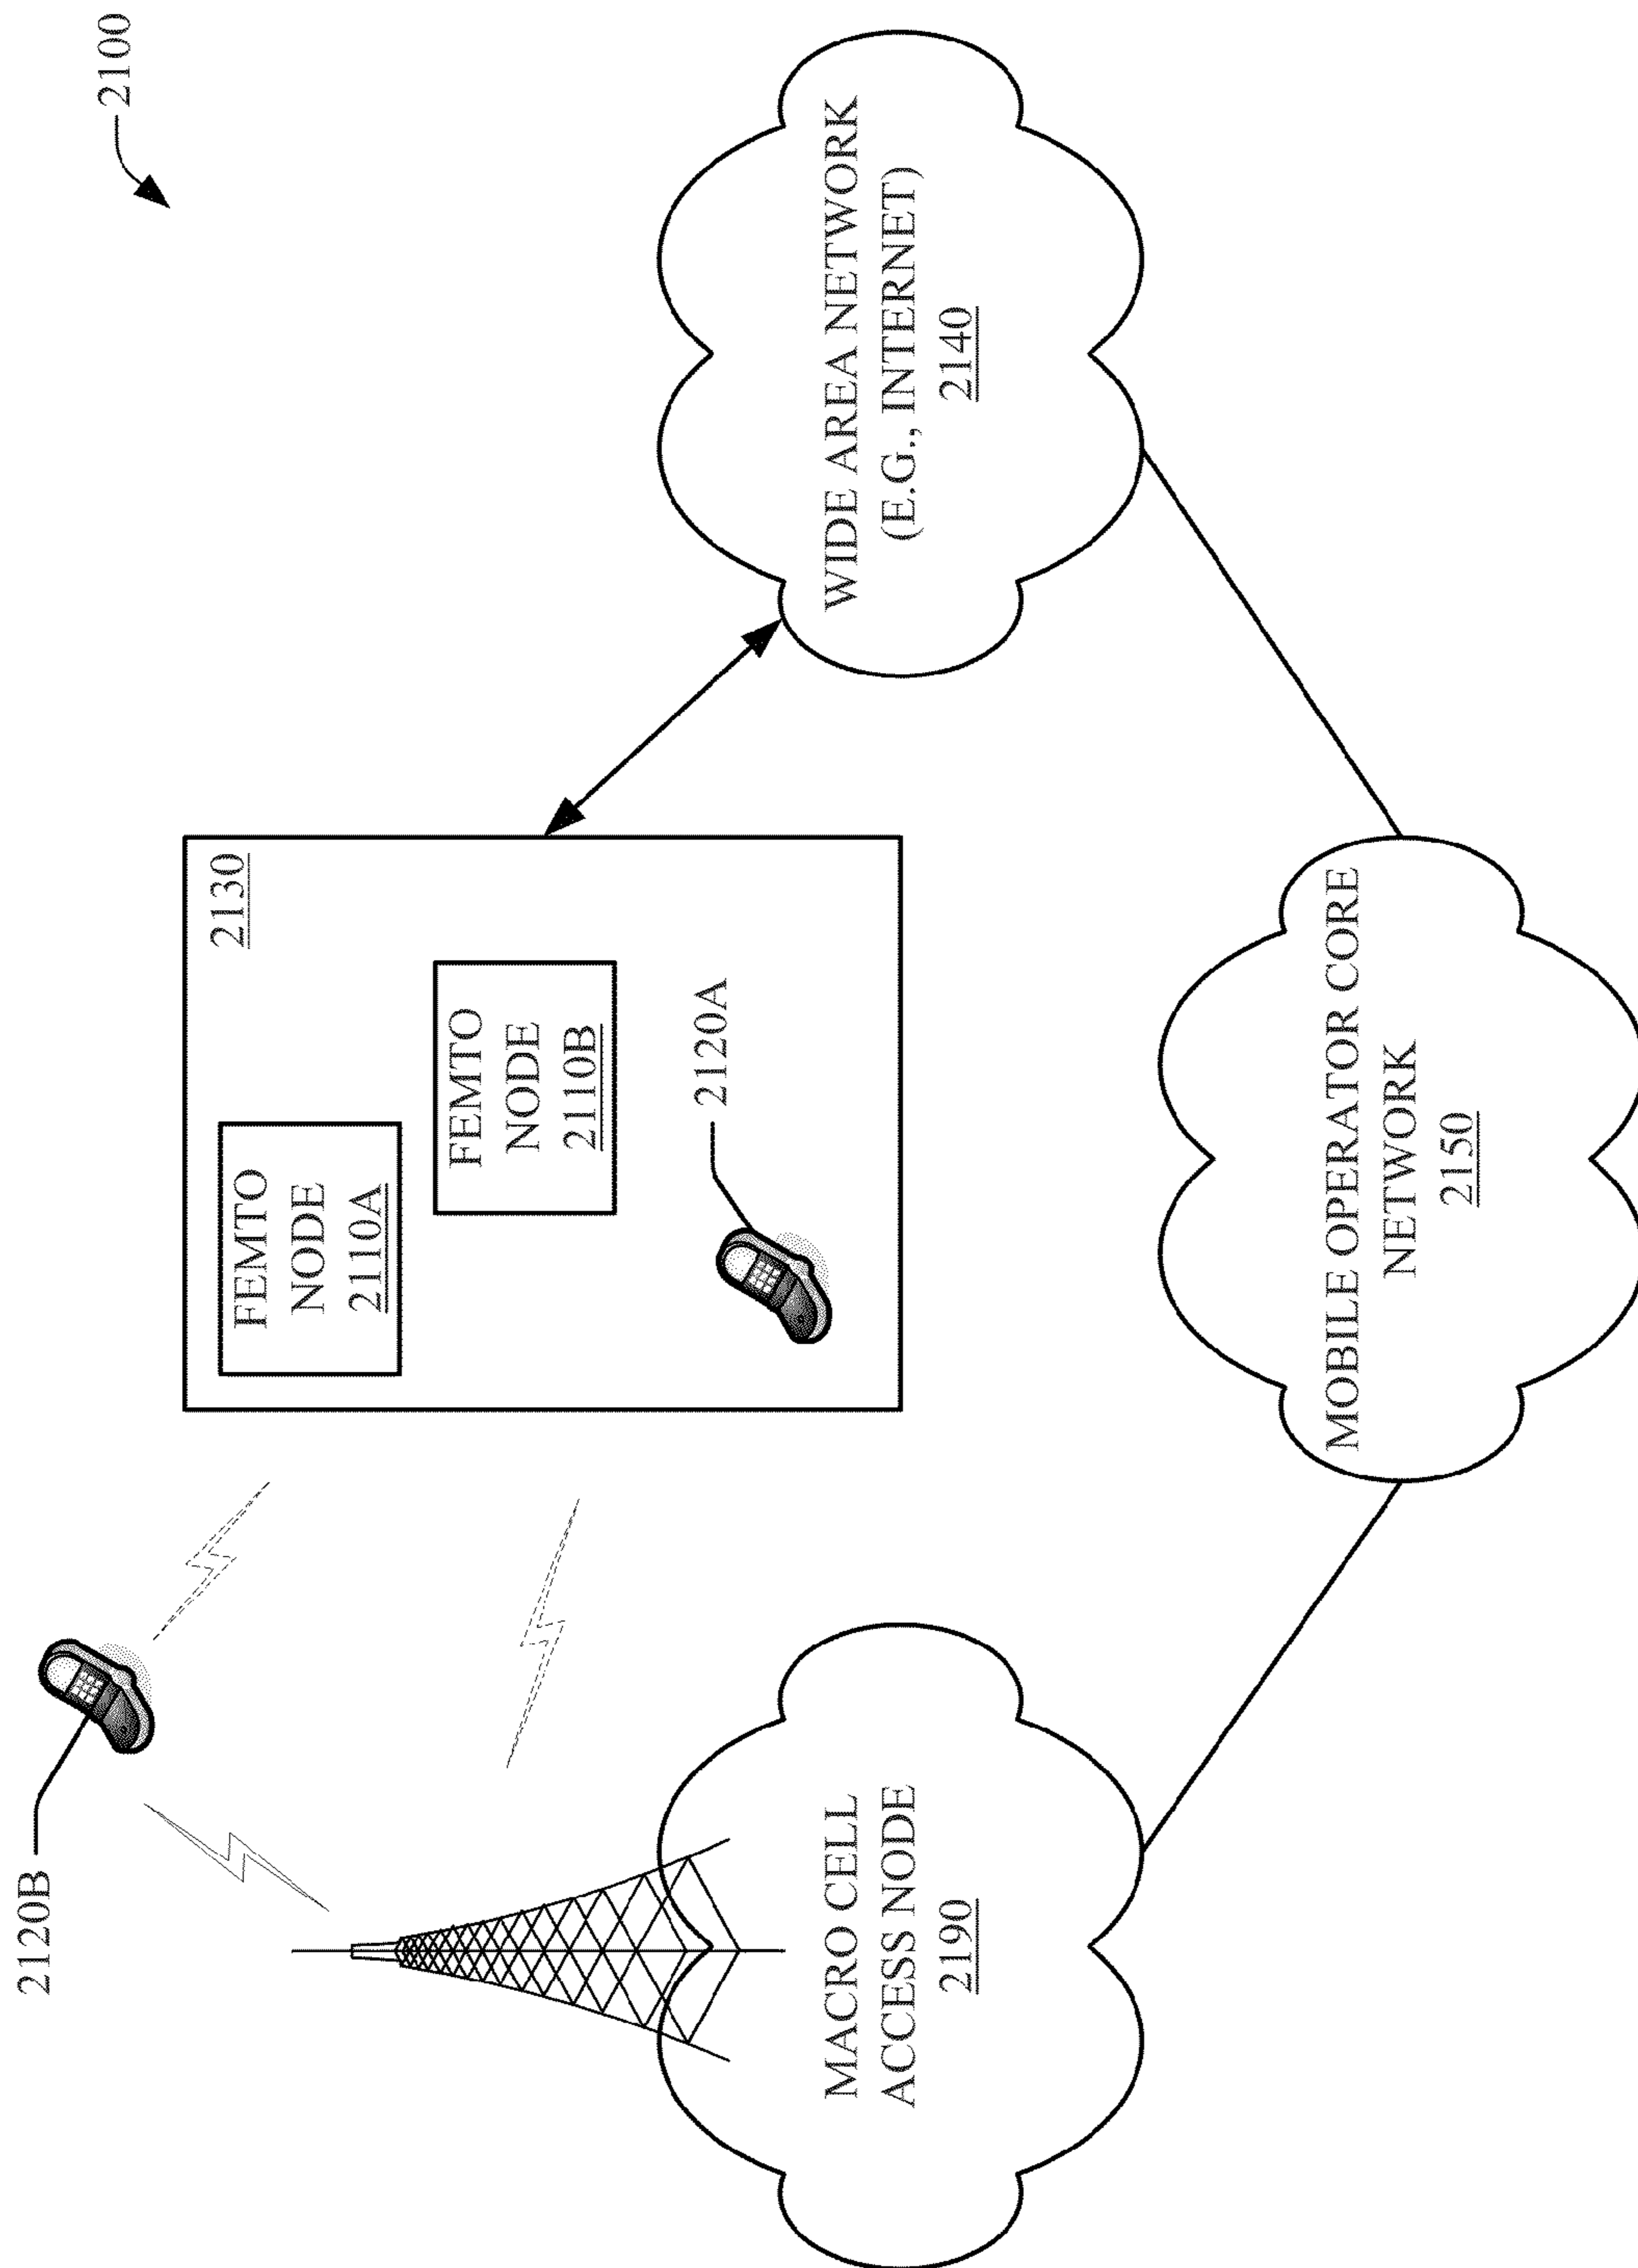 2100
2120B
2130
FEMTO
NODE
2110A
FEMTO
NODE
2110B
2120A
MACRO CELL
ACCESS NODE
2190
WIDE AREA NETWORK
(E.G., INTERNET)
2140
MOBILE OPERATOR CORE
NETWORK
2150